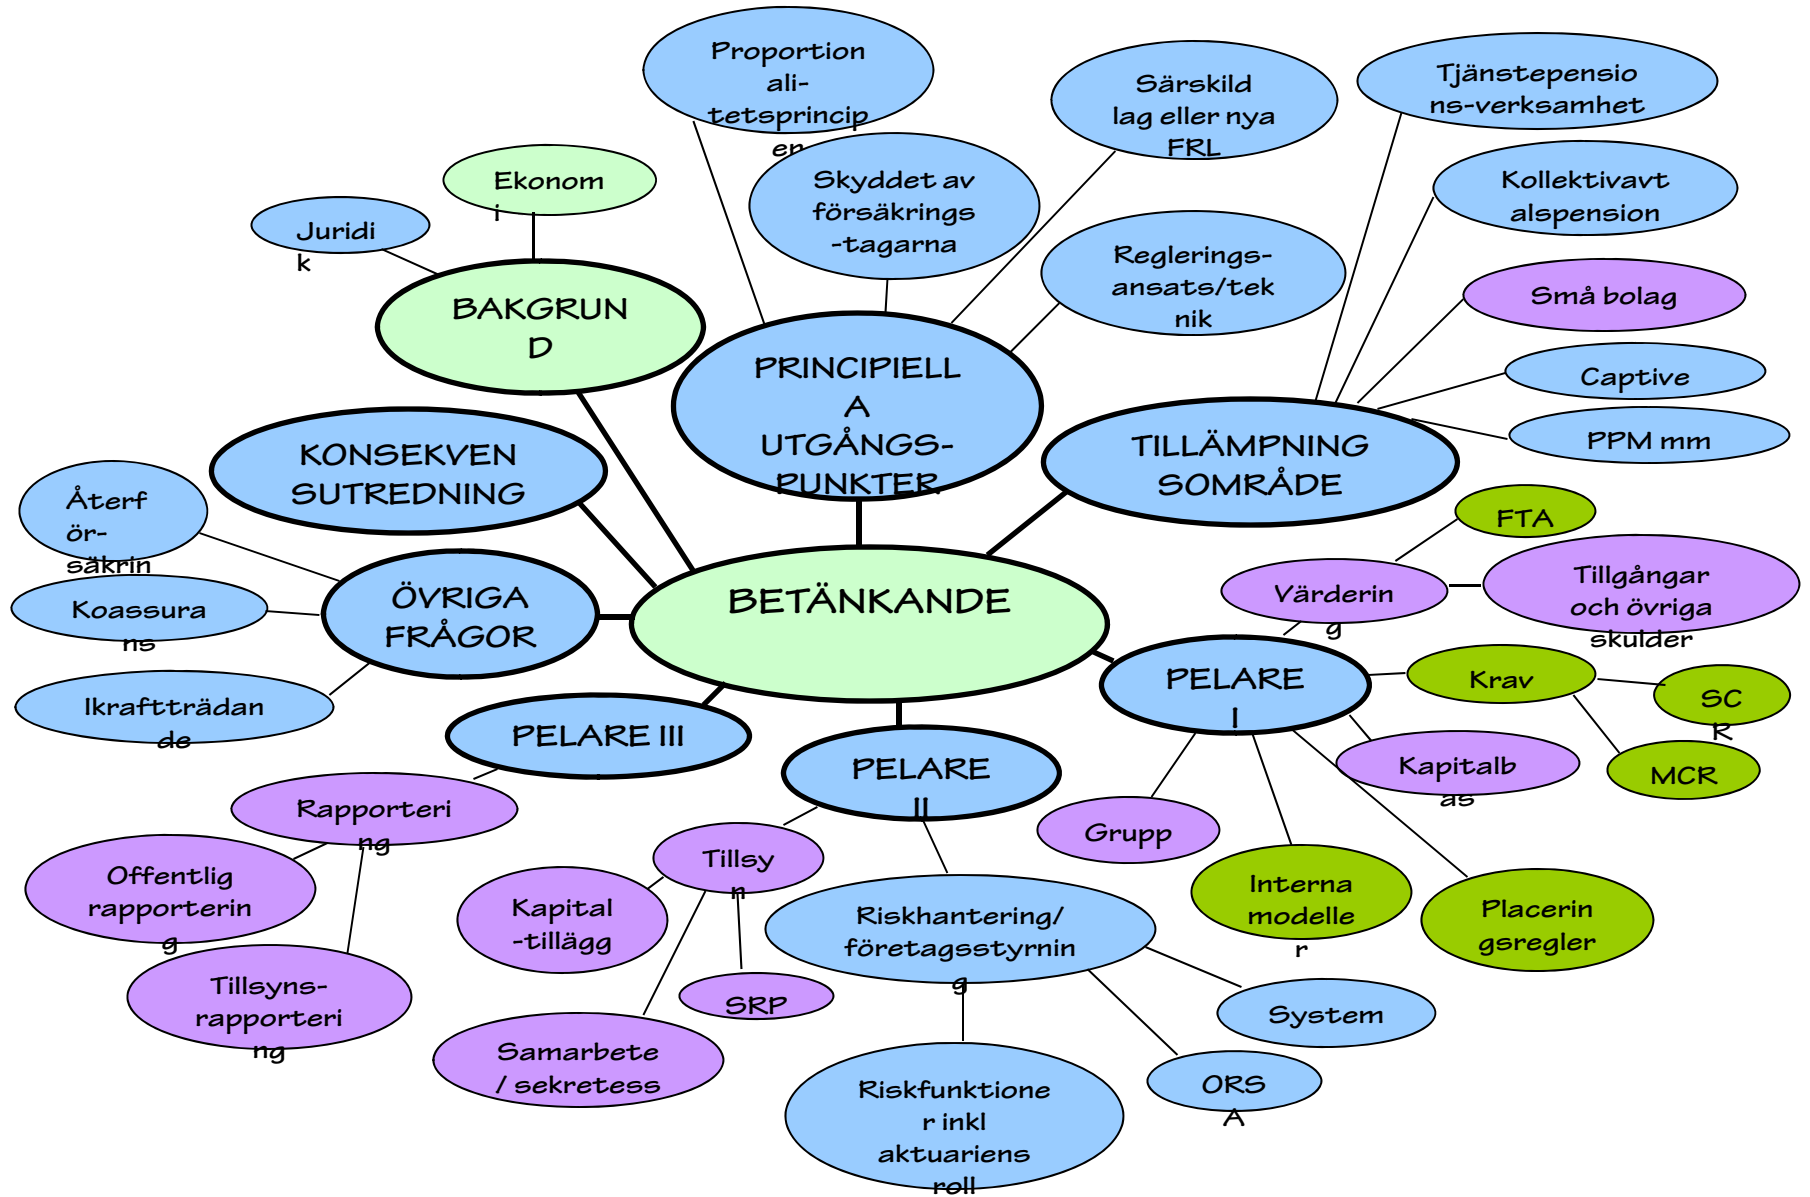 Proportion
ali-
tetsprincip
en
Särskild
lag eller nya
FRL
Tjänstepensio
ns-verksamhet
Ekonom
i
Skyddet av
försäkrings
-tagarna
Kollektivavt
alspension
Juridi
k
Reglerings-
ansats/tek
nik
Små bolag
BAKGRUN
D
PRINCIPIELL
A
UTGÅNGS-
PUNKTER
Captive
PPM mm
KONSEKVEN
SUTREDNING
TILLÄMPNING
SOMRÅDE
Återf
ör-
säkrin
FTA
Koassura
ns
ÖVRIGA
FRÅGOR
BETÄNKANDE
Värderin
g
Tillgångar
och övriga
skulder
Ikraftträdan
de
PELARE III
PELARE
II
PELARE
I
Krav
SC
R
Kapitalb
as
MCR
Rapporteri
ng
Grupp
Offentlig
rapporterin
g
Tillsy
n
Kapital
-tillägg
Riskhantering/
företagsstyrnin
g
Interna
modelle
r
Placerin
gsregler
Tillsyns-
rapporteri
ng
SRP
System
Samarbete
/ sekretess
Riskfunktione
r inkl
aktuariens
roll
ORS
A